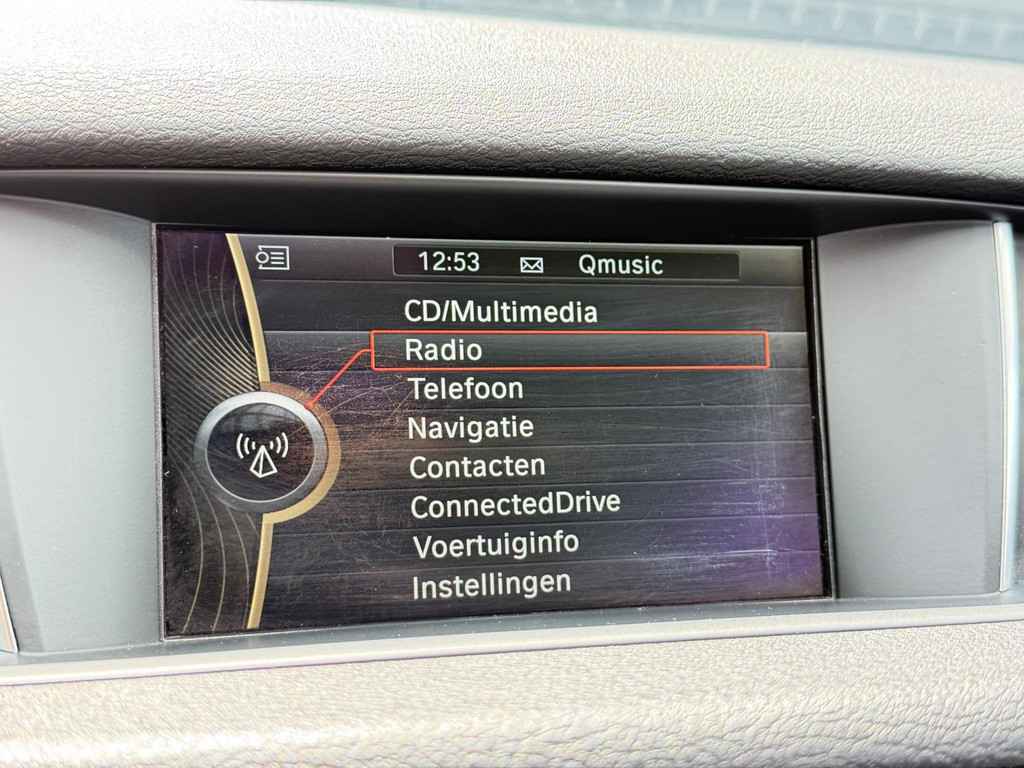 12:53 Qmusic
CD/Multimedia
Radio
Telefoon
Navigatie
Contacten
ConnectedDrive
Voertuiginfo
Instellingen